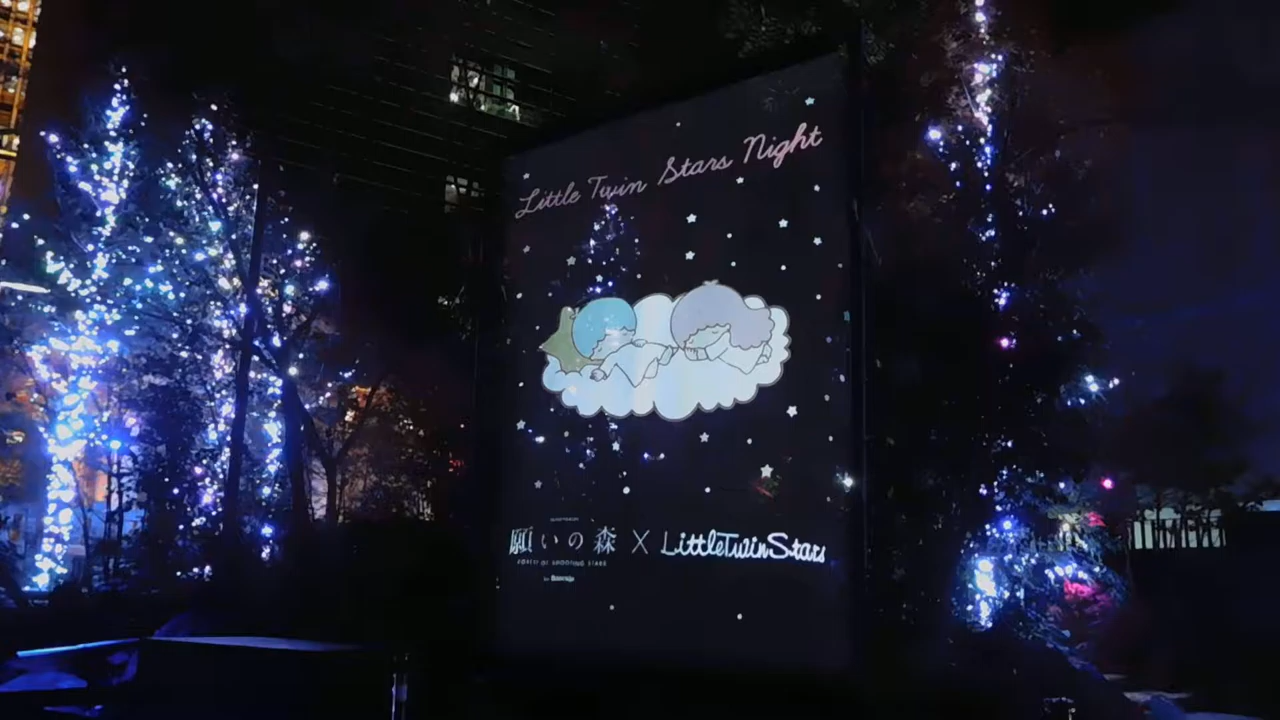 Little Twin Stars Night
願いの森 × LittleTwinStars
FOREST OF SHOOTING STARS